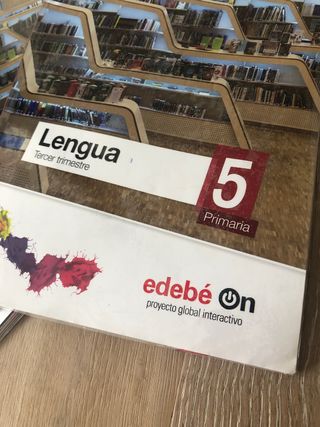 Lengua
Tercer trimestre
5
Primaria
edebé On
proyecto global interactivo